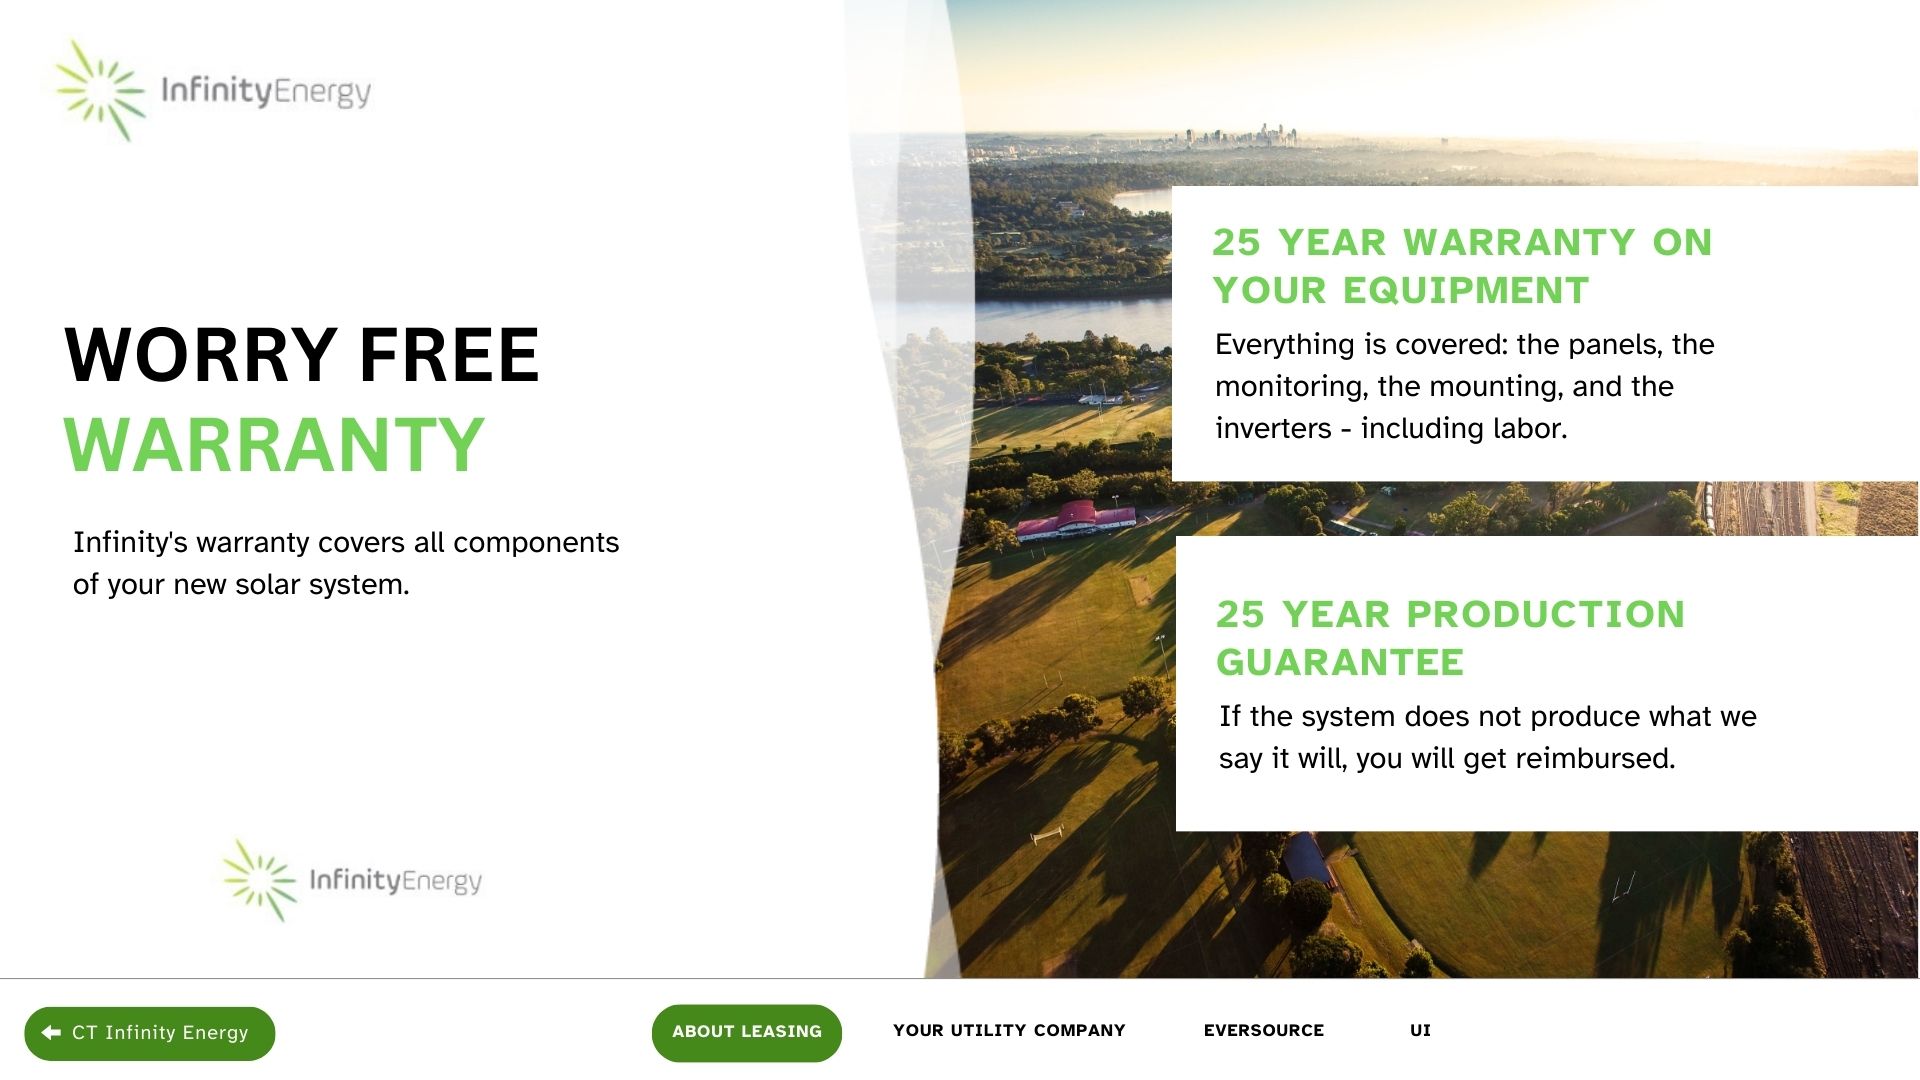 InfinityEnergy
WORRY FREE
WARRANTY
Infinity's warranty covers all components
of your new solar system.
InfinityEnergy
25 YEAR WARRANTY ON
YOUR EQUIPMENT
Everything is covered: the panels, the
monitoring, the mounting, and the
inverters - including labor.
25 YEAR PRODUCTION
GUARANTEE
If the system does not produce what we
say it will, you will get reimbursed.
CT Infinity Energy
ABOUT LEASING
YOUR UTILITY COMPANY
EVERSOURCE
UI